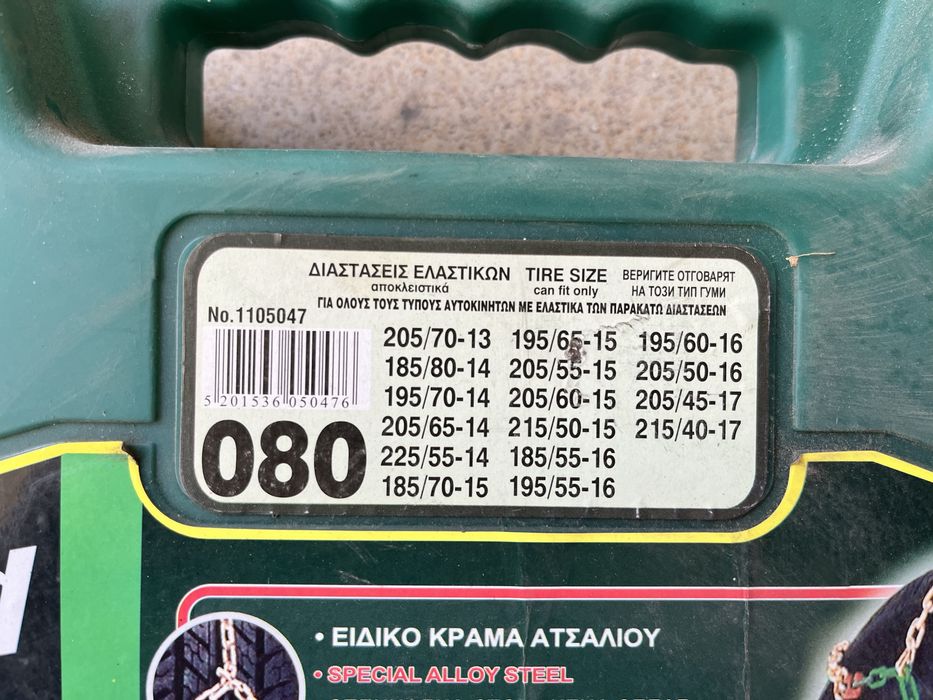 ΔΙΑΣΤΑΣΕΙΣ ΕΛΑΣΤΙΚΩΝ TIRE SIZE ВЕРИГИТЕ ОТГОВАРЯТ
αποκλειστικά can fit only НА ТОЗИ ТИП ГУМИ
ΓΙΑ ΟΛΟΥΣ ΤΟΥΣ ΤΥΠΟΥΣ ΑΥΤΟΚΙΝΗΤΩΝ ΜΕ ΕΛΑΣΤΙΚΑ ΤΩΝ ΠΑΡΑΚΑΤΩ ΔΙΑΣΤΑΣΕΩΝ
No.1105047
5 201536 050476
080
205/70-13 195/65-15 195/60-16
185/80-14 205/55-15 205/50-16
195/70-14 205/60-15 205/45-17
205/65-14 215/50-15 215/40-17
225/55-14 185/55-16
185/70-15 195/55-16
• ΕΙΔΙΚΟ ΚΡΑΜΑ ΑΤΣΑΛΙΟΥ
• SPECIAL ALLOY STEEL